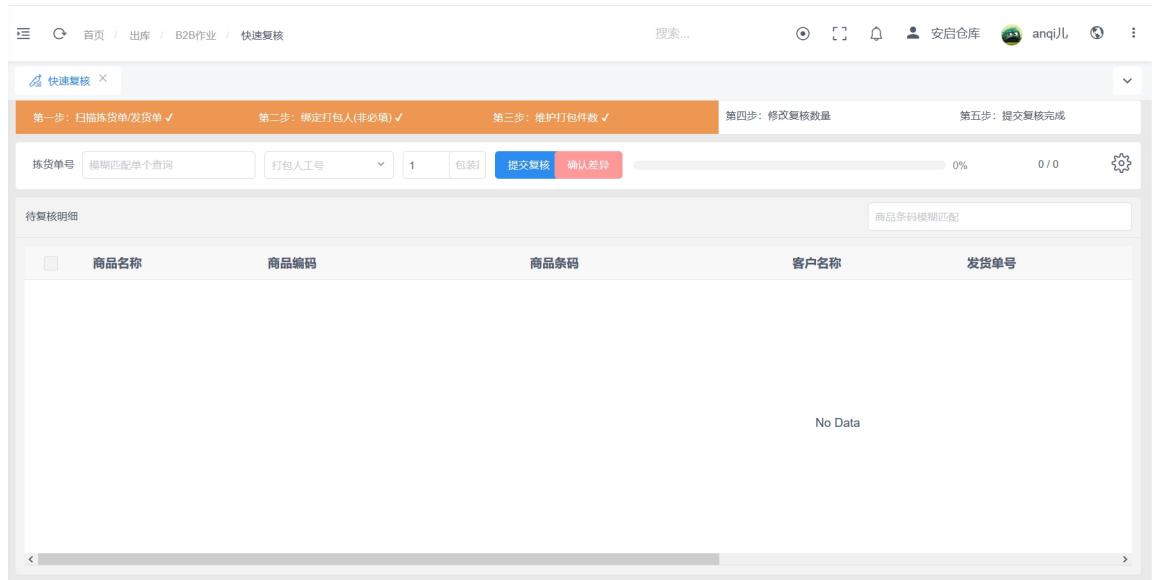 首页 / 出库 / B2B作业 / 快速复核 搜索... 安启仓库 anqi儿
快速复核
第一步：扫描拣货单/发货单 ✓ 第二步：绑定打包人(非必填) ✓ 第三步：维护打包件数 ✓ 第四步：修改复核数量 第五步：提交复核完成
拣货单号 模糊匹配单个查询 打包人工号 1 提交复核 确认差异 0% 0 / 0
待复核明细 商品条码模糊匹配
商品名称 商品编码 商品条码 客户名称 发货单号
No Data